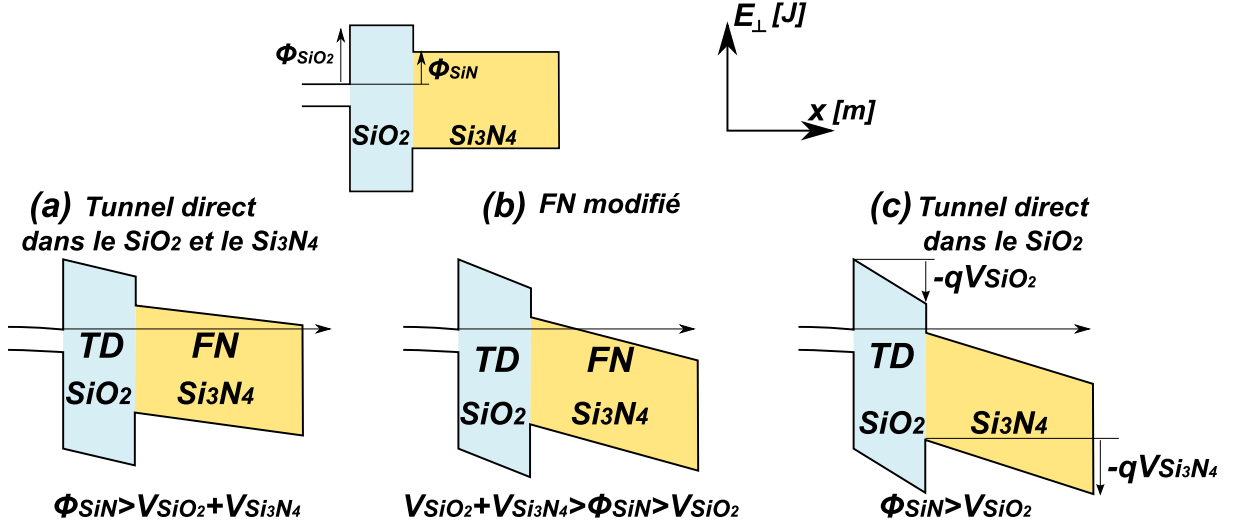 E⊥ [J]
x [m]
ΦSiO2
ΦSiN
SiO2
Si3N4
(a) Tunnel direct
dans le SiO2 et le Si3N4
(b) FN modifié
(c) Tunnel direct
dans le SiO2
TD
FN
SiO2
Si3N4
TD
FN
SiO2
Si3N4
-qVSiO2
TD
SiO2
Si3N4
-qVSi3N4
ΦSiN>VSiO2+VSi3N4
VSiO2+VSi3N4>ΦSiN>VSiO2
ΦSiN>VSiO2